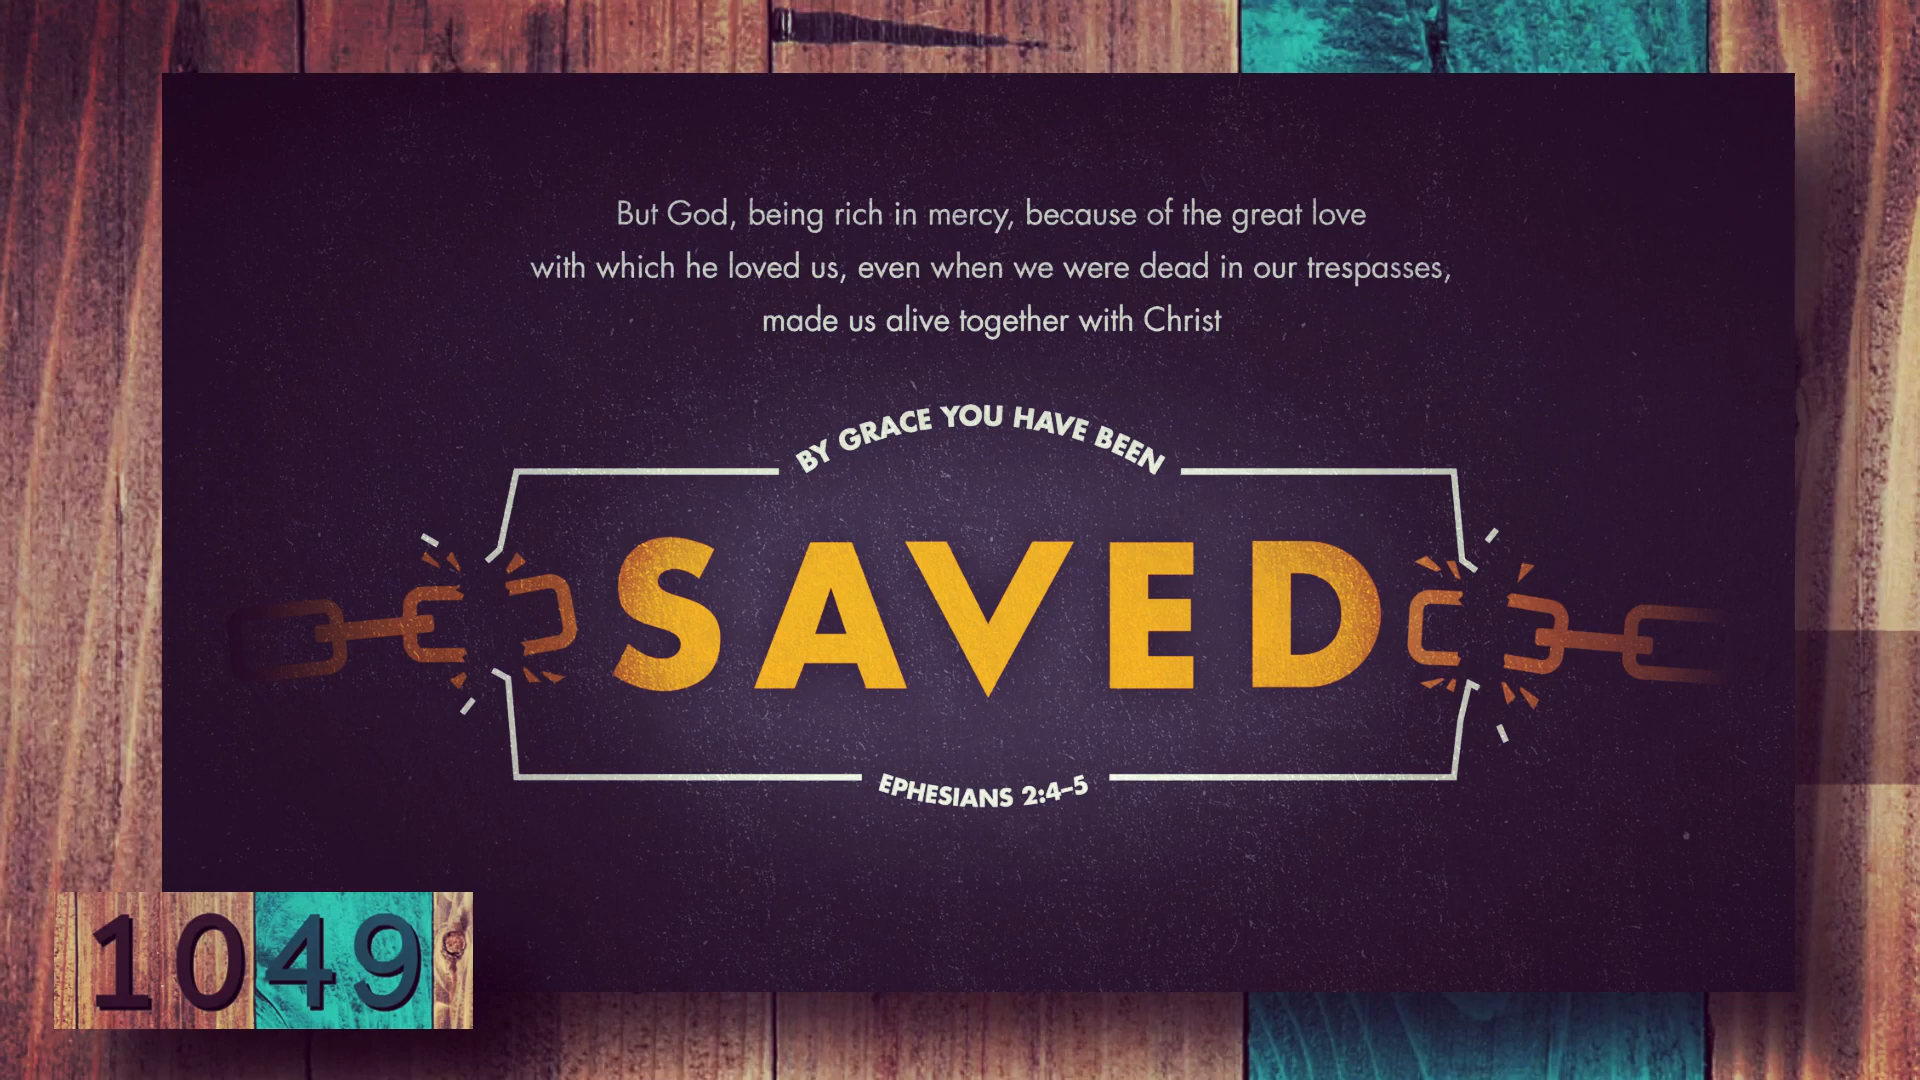 But God, being rich in mercy, because of the great love
with which he loved us, even when we were dead in our trespasses,
made us alive together with Christ
BY GRACE YOU HAVE BEEN
SAVED
EPHESIANS 2:4–5
1049